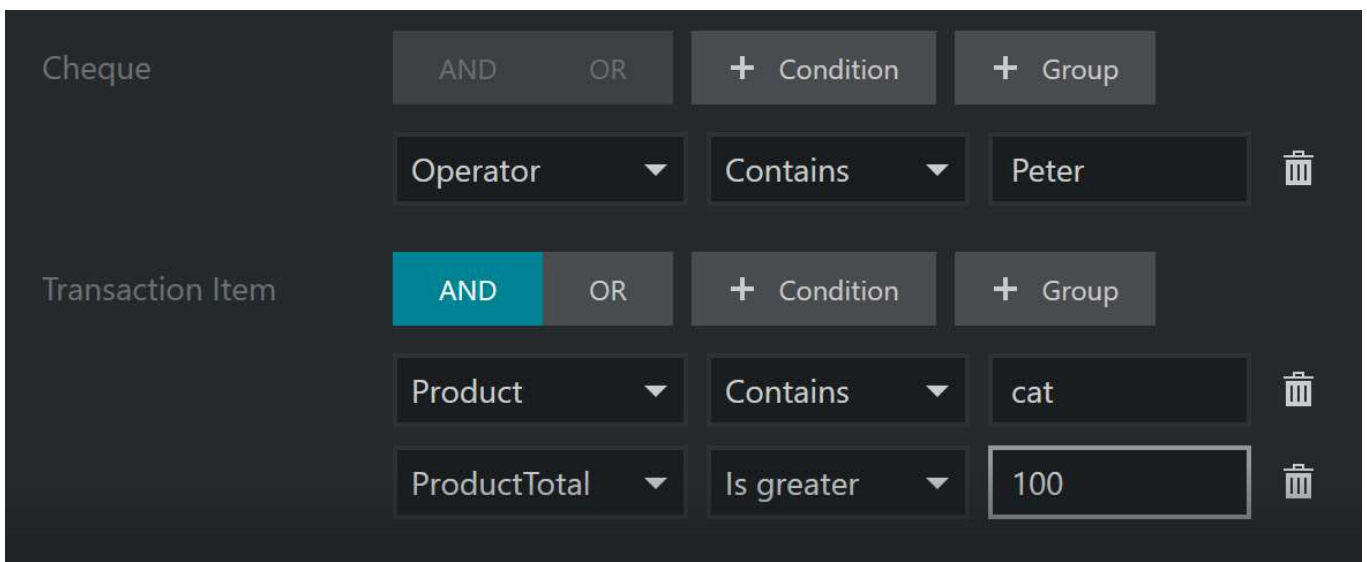 Cheque AND OR + Condition + Group
Operator Contains Peter
Transaction Item AND OR + Condition + Group
Product Contains cat
ProductTotal Is greater 100